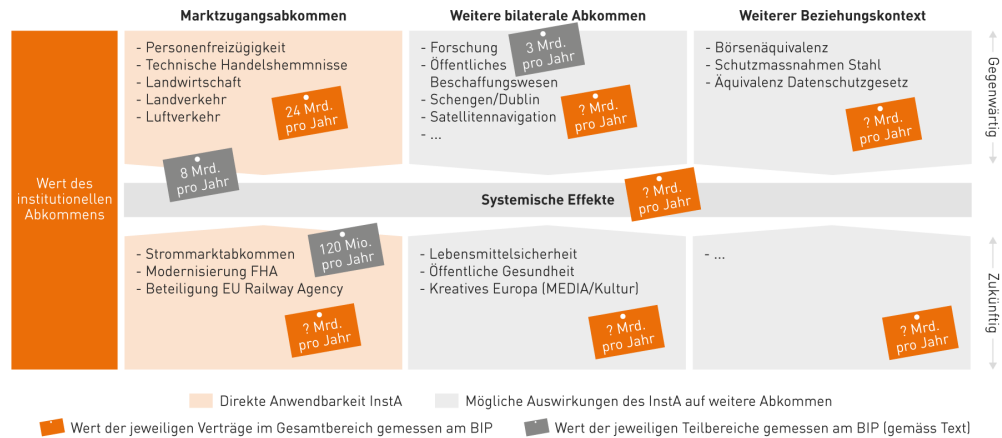 Marktzugangsabkommen
Weitere bilaterale Abkommen
Weiterer Beziehungskontext
Wert des
institutionellen
Abkommens
- Personenfreizügigkeit
- Technische Handelshemmnisse
- Landwirtschaft
- Landverkehr
- Luftverkehr
24 Mrd.
pro Jahr
8 Mrd.
pro Jahr
- Forschung
- Öffentliches
Beschaffungswesen
- Schengen/Dublin
- Satellitennavigation
- ...
3 Mrd.
pro Jahr
? Mrd.
pro Jahr
- Börsenäquivalenz
- Schutzmassnahmen Stahl
- Äquivalenz Datenschutzgesetz
? Mrd.
pro Jahr
Gegenwärtig
Systemische Effekte
? Mrd.
pro Jahr
- Strommarktabkommen
- Modernisierung FHA
- Beteiligung EU Railway Agency
120 Mio.
pro Jahr
? Mrd.
pro Jahr
- Lebensmittelsicherheit
- Öffentliche Gesundheit
- Kreatives Europa (MEDIA/Kultur)
? Mrd.
pro Jahr
- ...
? Mrd.
pro Jahr
Zukünftig
Direkte Anwendbarkeit InstA
Mögliche Auswirkungen des InstA auf weitere Abkommen
Wert der jeweiligen Verträge im Gesamtbereich gemessen am BIP
Wert der jeweiligen Teilbereiche gemessen am BIP (gemäss Text)